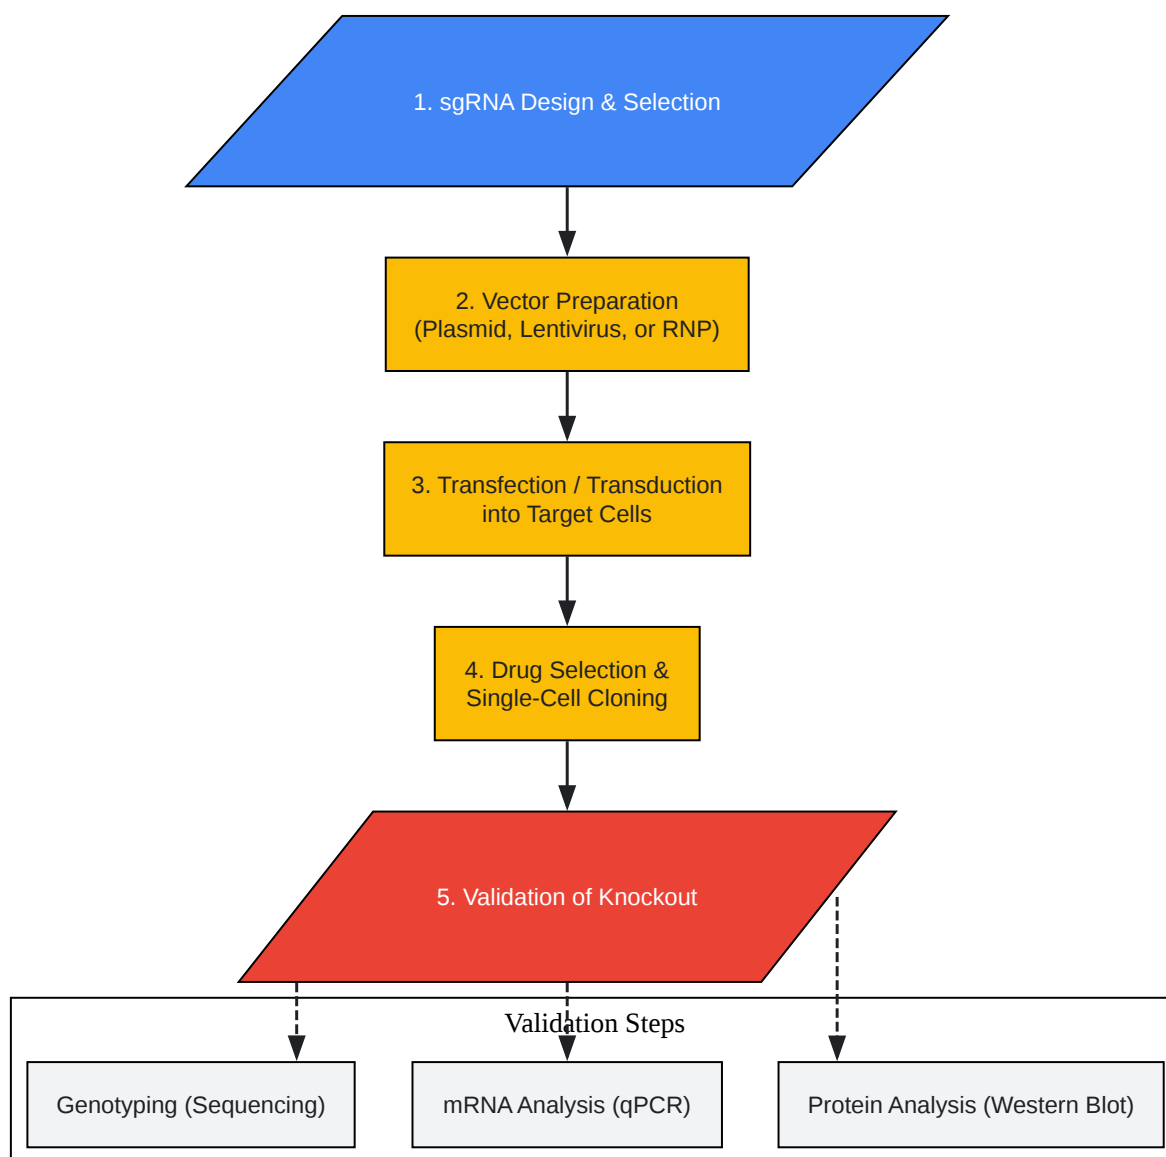 1. sgRNA Design & Selection
2. Vector Preparation
(Plasmid, Lentivirus, or RNP)
3. Transfection / Transduction
into Target Cells
4. Drug Selection &
Single-Cell Cloning
5. Validation of Knockout
Validation Steps
Genotyping (Sequencing)
mRNA Analysis (qPCR)
Protein Analysis (Western Blot)